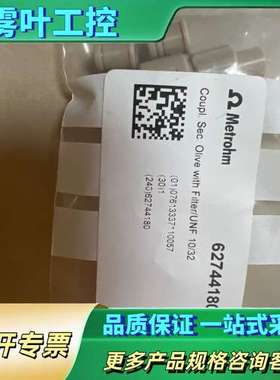 雾叶工控
Metrohm
62744180
Coupl. Sec. Olive with Filter/UNF 10/32
(01)07613337110057
(30)1
(240)62744180
开专票
品质保证 一站式采
更多产品规格咨询客